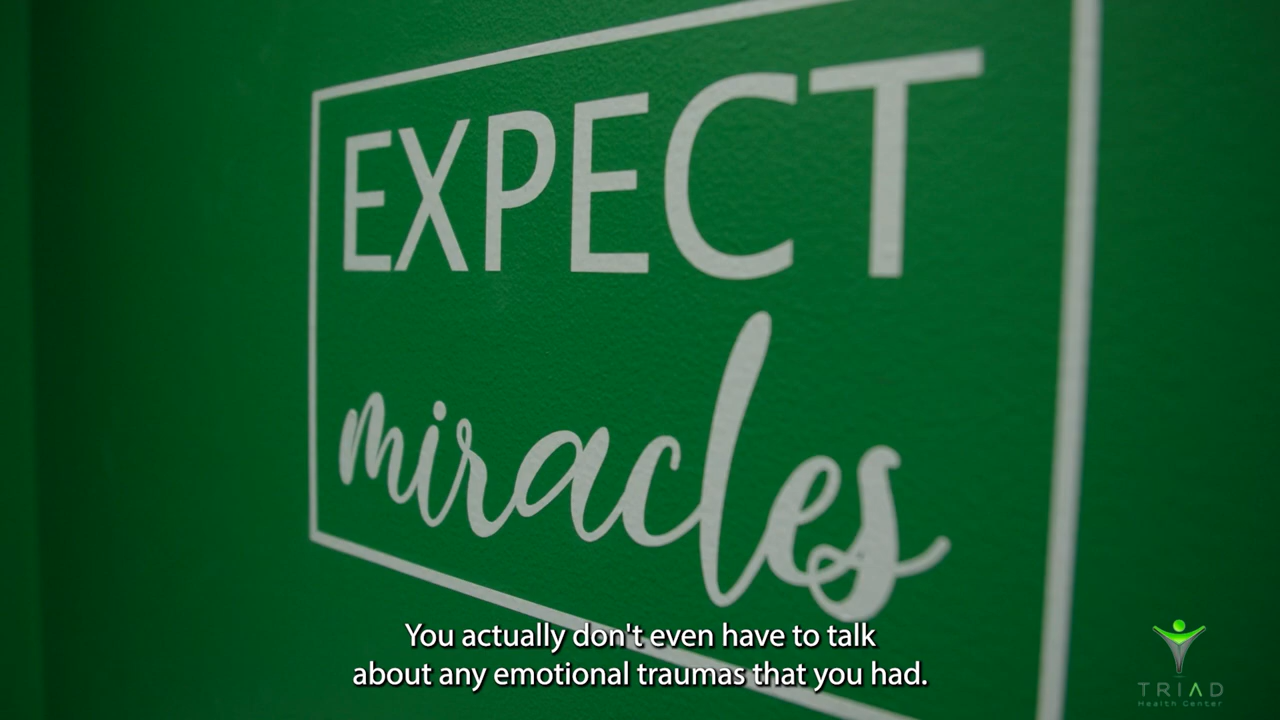 EXPECT
miracles
You actually don't even have to talk
about any emotional traumas that you had.
TRIAD
Health Center